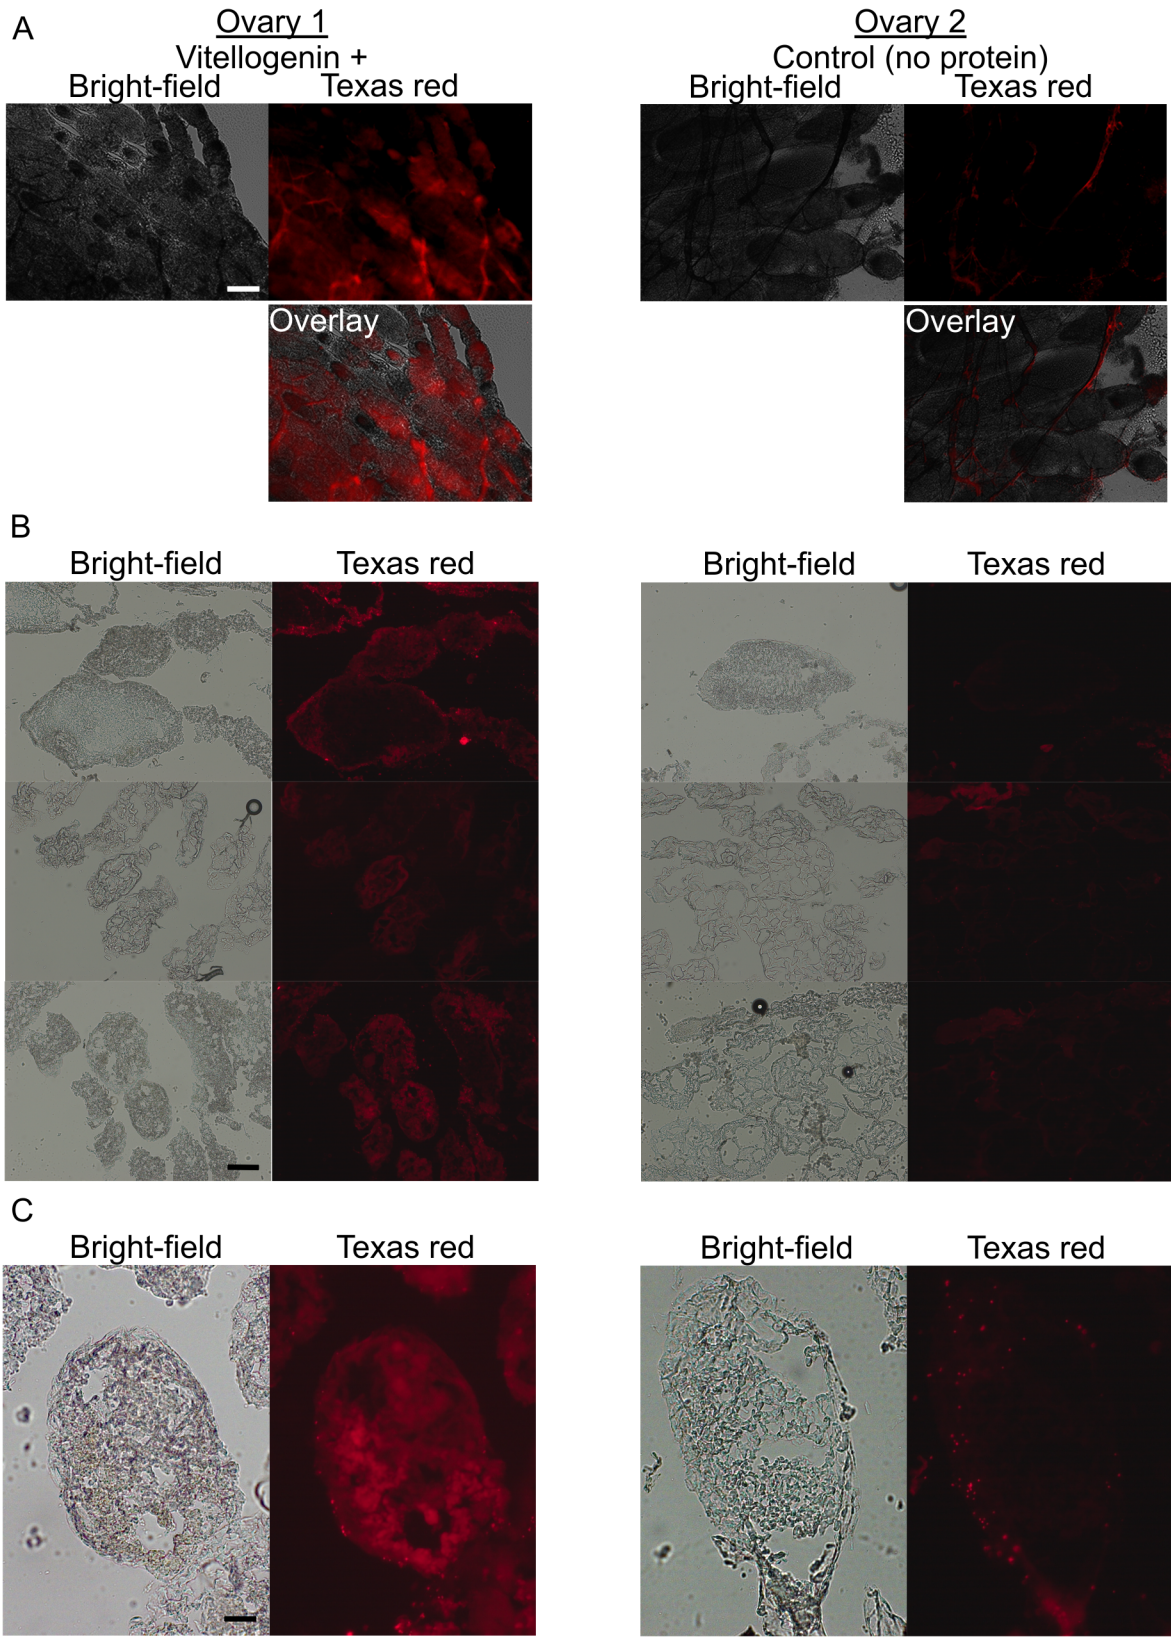 A
Ovary 1
Vitellogenin +
Bright-field Texas red
Overlay
Ovary 2
Control (no protein)
Bright-field Texas red
Overlay
B
Bright-field Texas red
Bright-field Texas red
C
Bright-field Texas red
Bright-field Texas red